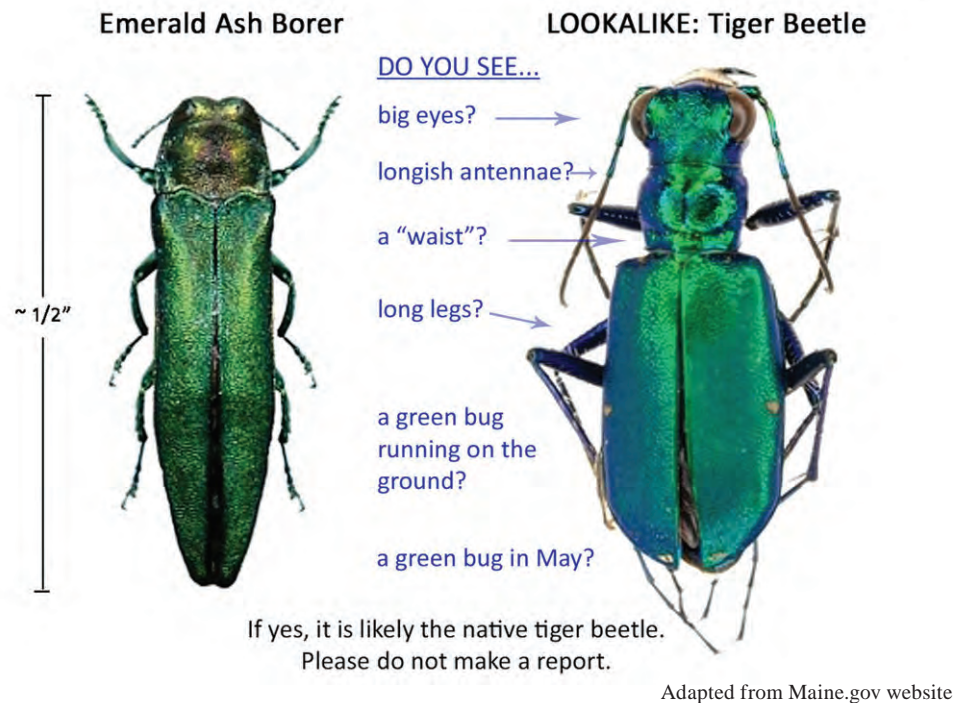 Emerald Ash Borer
LOOKALIKE: Tiger Beetle
DO YOU SEE...
big eyes?
longish antennae?
a “waist”?
~ 1/2”
long legs?
a green bug
running on the
ground?
a green bug in May?
If yes, it is likely the native tiger beetle.
Please do not make a report.
Adapted from Maine.gov website